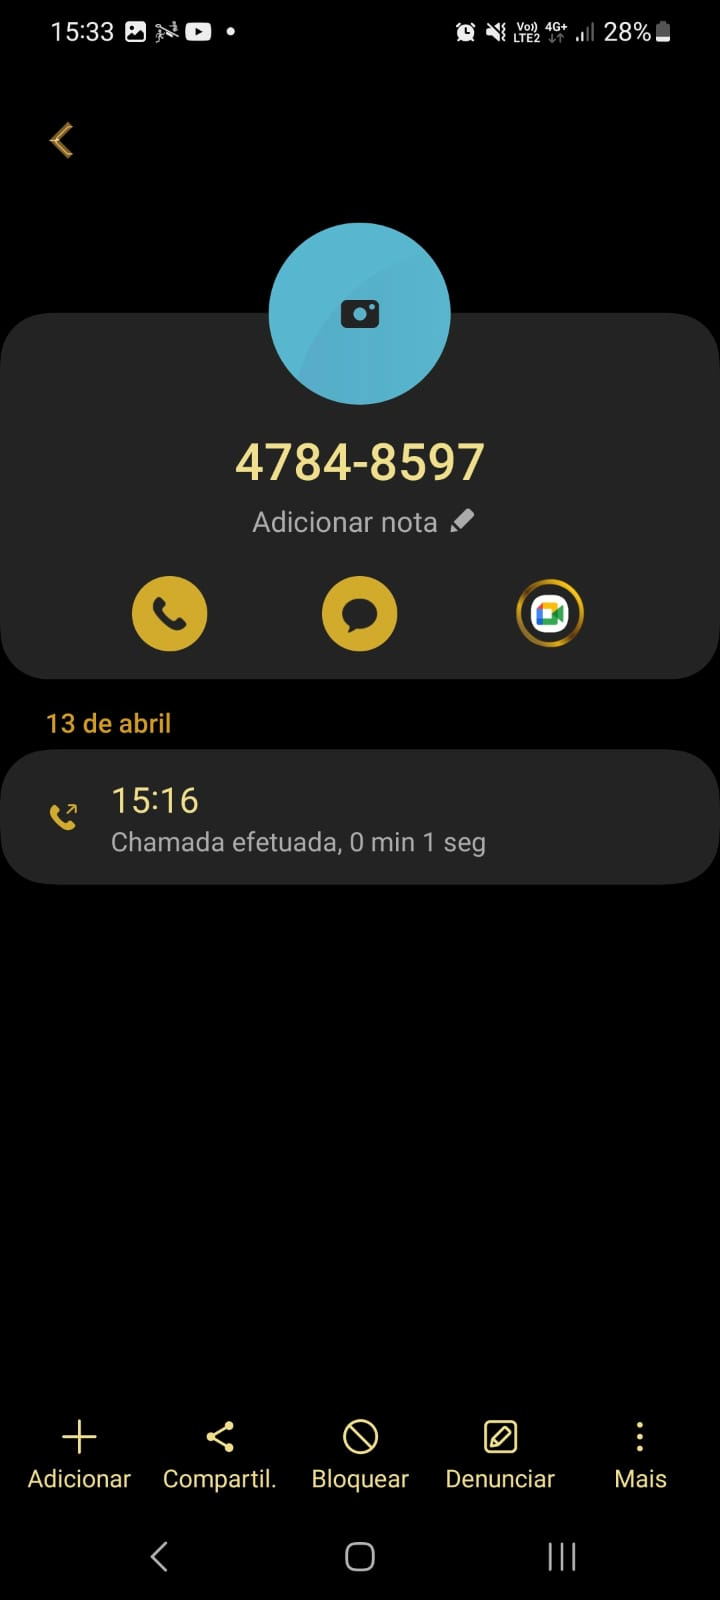 15:33 Vo)) LTE2 4G+ 28%
4784-8597
Adicionar nota
13 de abril
15:16
Chamada efetuada, 0 min 1 seg
Adicionar Compartil. Bloquear Denunciar Mais